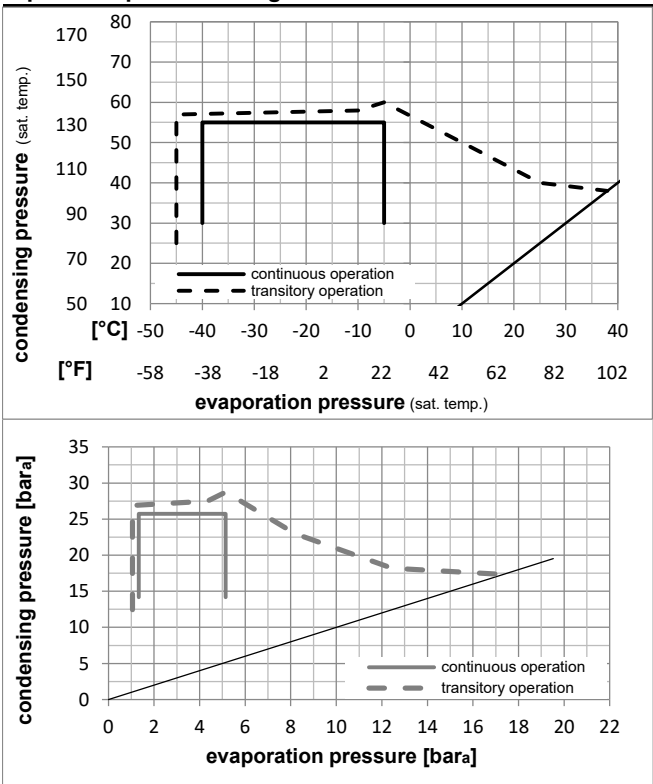 170 80
70
150 60
130 50
110 40
90 30
70 20
50 10
condensing pressure (sat. temp.)
continuous operation
transitory operation
[°C] -50 -40 -30 -20 -10 0 10 20 30 40
[°F] -58 -38 -18 2 22 42 62 82 102
evaporation pressure (sat. temp.)
35
30
25
20
15
10
5
0
condensing pressure [bara]
continuous operation
transitory operation
0 2 4 6 8 10 12 14 16 18 20 22
evaporation pressure [bara]